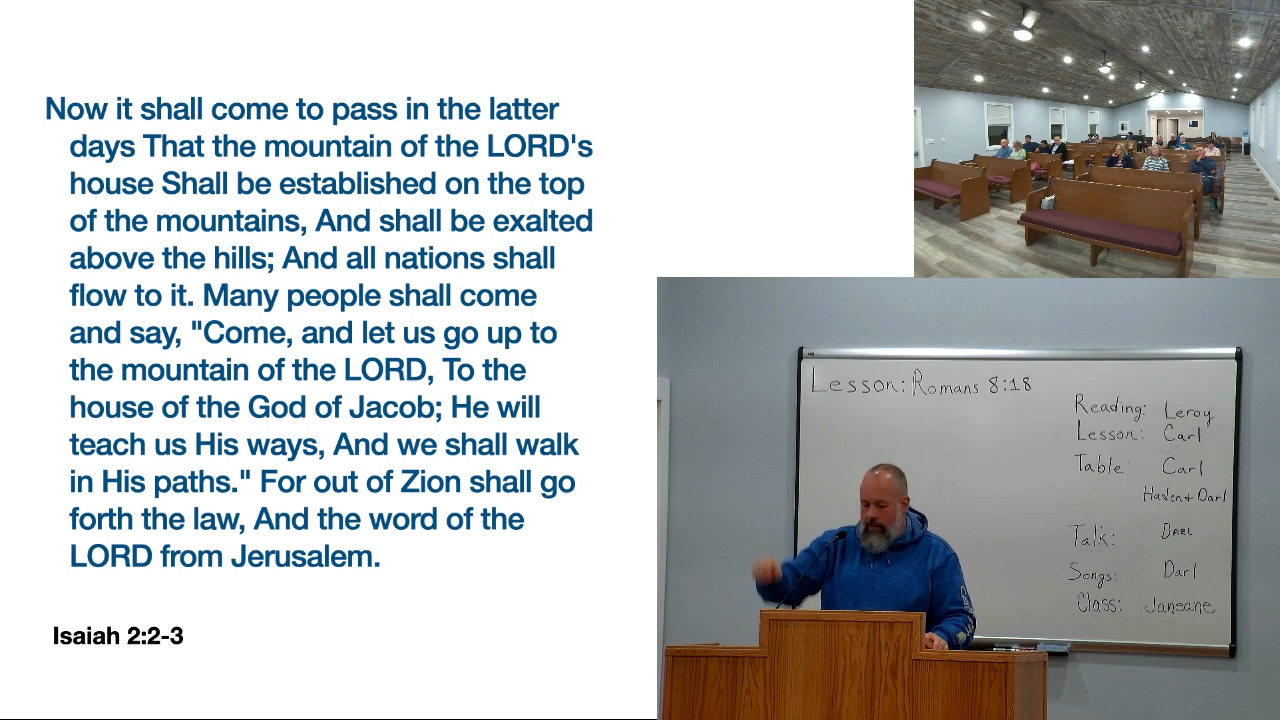 Now it shall come to pass in the latter
days That the mountain of the LORD's
house Shall be established on the top
of the mountains, And shall be exalted
above the hills; And all nations shall
flow to it. Many people shall come
and say, "Come, and let us go up to
the mountain of the LORD, To the
house of the God of Jacob; He will
teach us His ways, And we shall walk
in His paths." For out of Zion shall go
forth the law, And the word of the
LORD from Jerusalem.
Isaiah 2:2-3
Lesson: Romans 8:18
Reading: Leroy
Lesson: Carl
Table: Carl
Darl
Talk:
Songs: Darl
Class: Janeane